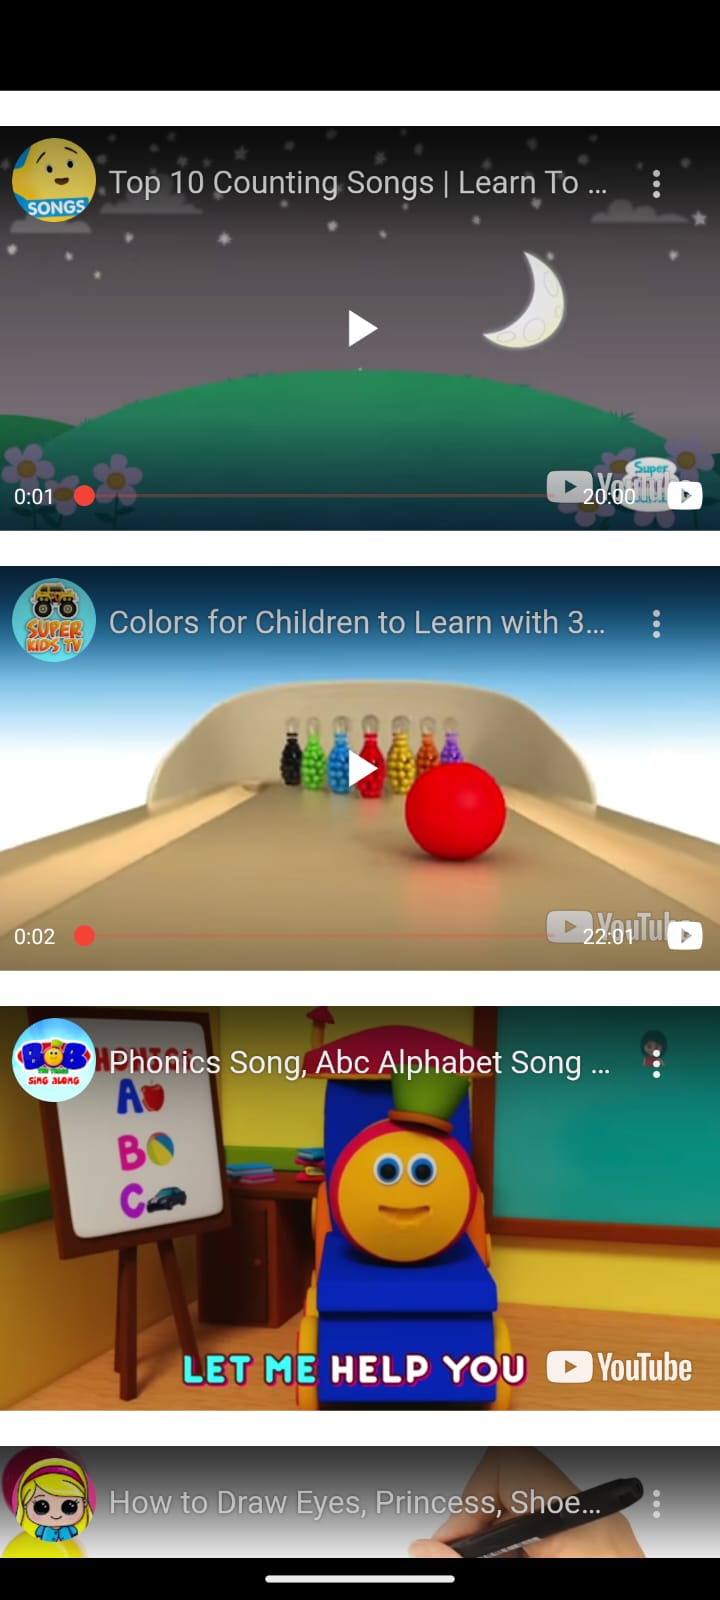 Top 10 Counting Songs | Learn To ...
SONGS
Super
0:01
20:00
SUPER
KIDS TV
Colors for Children to Learn with 3...
YouTube
0:02
22:01
BOB
THE TRAIN
SING ALONG
Phonics Song, Abc Alphabet Song ...
A
B
C
LET ME HELP YOU
YouTube
How to Draw Eyes, Princess, Shoe...